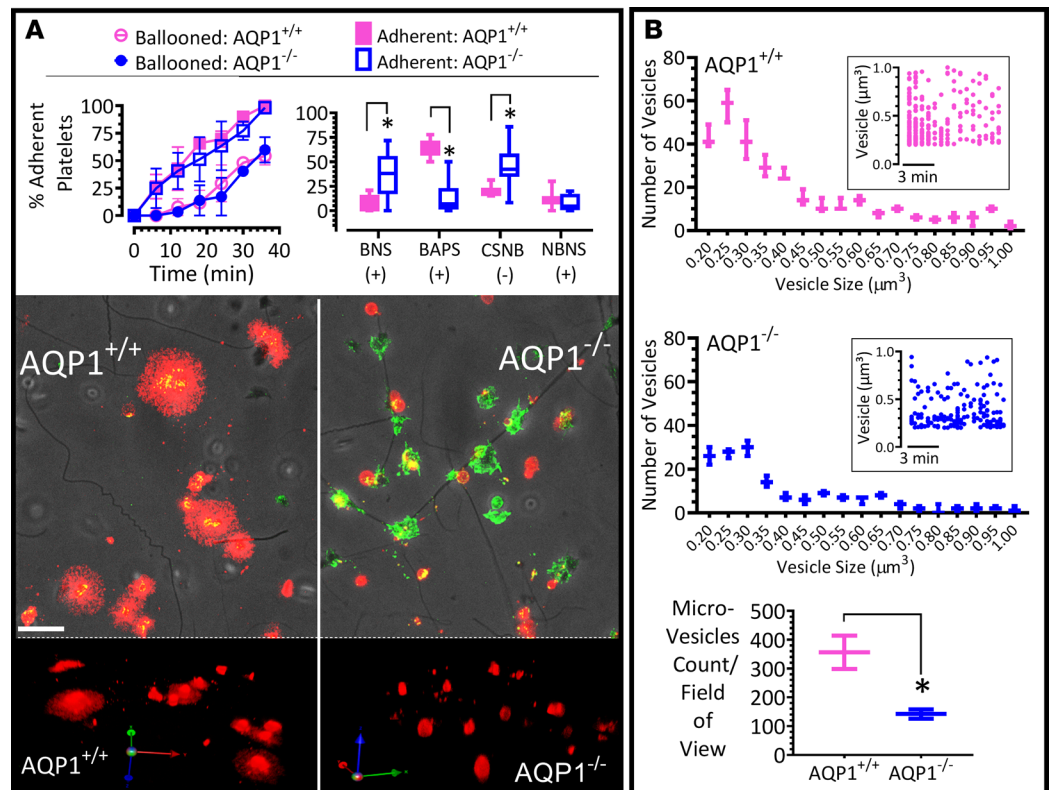 A
Ballooned: AQP1+/+
Adherent: AQP1+/+
Ballooned: AQP1-/-
Adherent: AQP1-/-
% Adherent
Platelets
100
75
50
25
0
0 10 20 30 40
Time (min)
100
75
50
25
0
* * *
BNS BAPS CSNB NBNS
(+) (+) (-) (+)
AQP1+/+
AQP1-/-
AQP1+/+
AQP1-/-
B
AQP1+/+
Number of Vesicles
80
60
40
20
0
0.20 0.25 0.30 0.35 0.40 0.45 0.50 0.55 0.60 0.65 0.70 0.75 0.80 0.85 0.90 0.95 1.00
Vesicle Size (μm³)
Vesicle (μm³)
1.0
0.5
0.0
3 min
AQP1-/-
Number of Vesicles
80
60
40
20
0
0.20 0.25 0.30 0.35 0.40 0.45 0.50 0.55 0.60 0.65 0.70 0.75 0.80 0.85 0.90 0.95 1.00
Vesicle Size (μm³)
Vesicle (μm³)
1.0
0.5
0.0
3 min
Micro-
Vesicles
Count/
Field
of
View
500
400
300
200
100
0
*
AQP1+/+ AQP1-/-